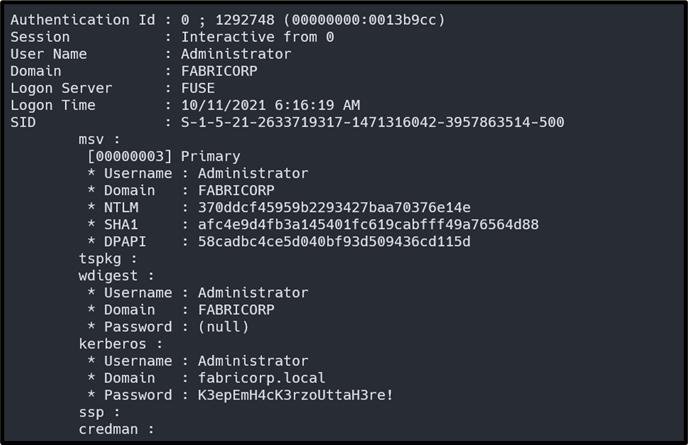 Authentication Id : 0 ; 1292748 (00000000:0013b9cc)
Session           : Interactive from 0
User Name         : Administrator
Domain            : FABRICORP
Logon Server      : FUSE
Logon Time        : 10/11/2021 6:16:19 AM
SID               : S-1-5-21-2633719317-1471316042-3957863514-500
        msv :
         [00000003] Primary
         * Username : Administrator
         * Domain   : FABRICORP
         * NTLM     : 370ddcf45959b2293427baa70376e14e
         * SHA1     : afc4e9d4fb3a145401fc619cabfff49a76564d88
         * DPAPI    : 58cadbc4ce5d040bf93d509436cd115d
        tspkg :
        wdigest :
         * Username : Administrator
         * Domain   : FABRICORP
         * Password : (null)
        kerberos :
         * Username : Administrator
         * Domain   : fabricorp.local
         * Password : K3epEmH4cK3rzoUttaH3re!
        ssp :
        credman :